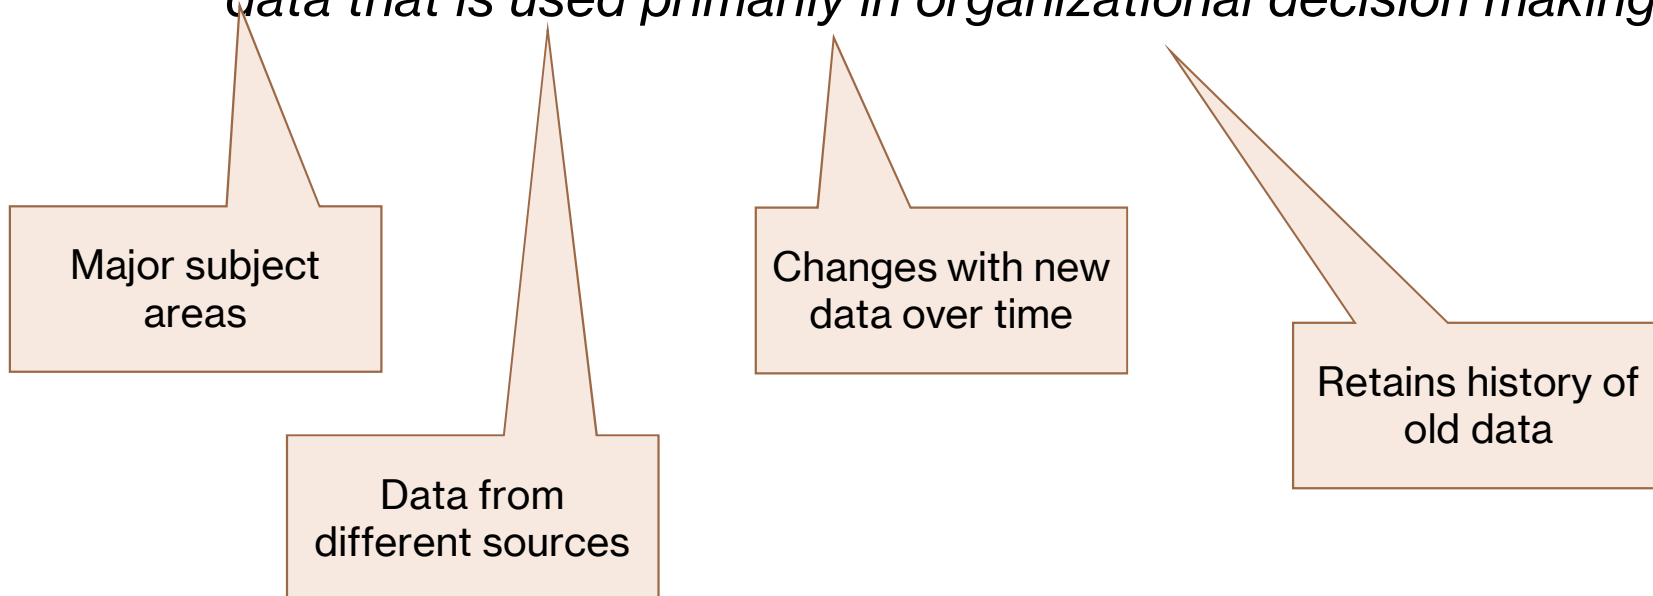 data that is used primarily in organizational decision making
Major subject
areas
Changes with new
data over time
Retains history of
old data
Data from
different sources